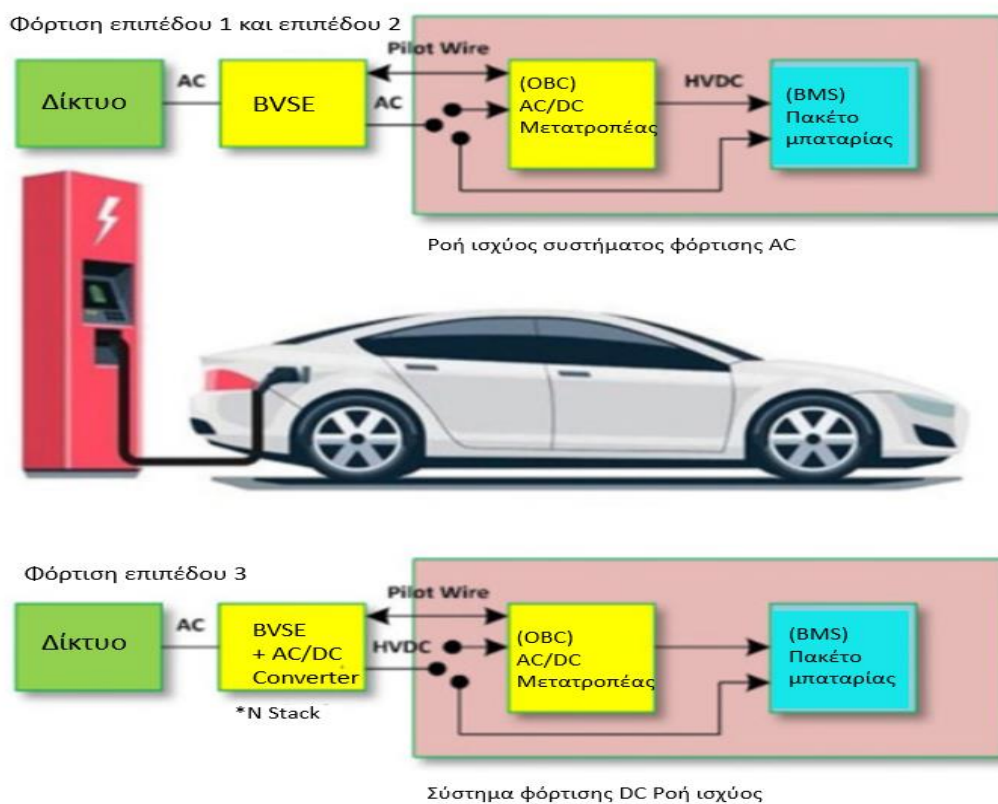 Φόρτιση επιπέδου 1 και επιπέδου 2
Pilot Wire
Δίκτυο
AC
BVSE
AC
(OBC)
AC/DC
Μετατροπέας
HVDC
(BMS)
Πακέτο
μπαταρίας
Ροή ισχύος συστήματος φόρτισης AC
Φόρτιση επιπέδου 3
Pilot Wire
Δίκτυο
AC
BVSE
+ AC/DC
Converter
*N Stack
HVDC
(OBC)
AC/DC
Μετατροπέας
(BMS)
Πακέτο
μπαταρίας
Σύστημα φόρτισης DC Ροή ισχύος